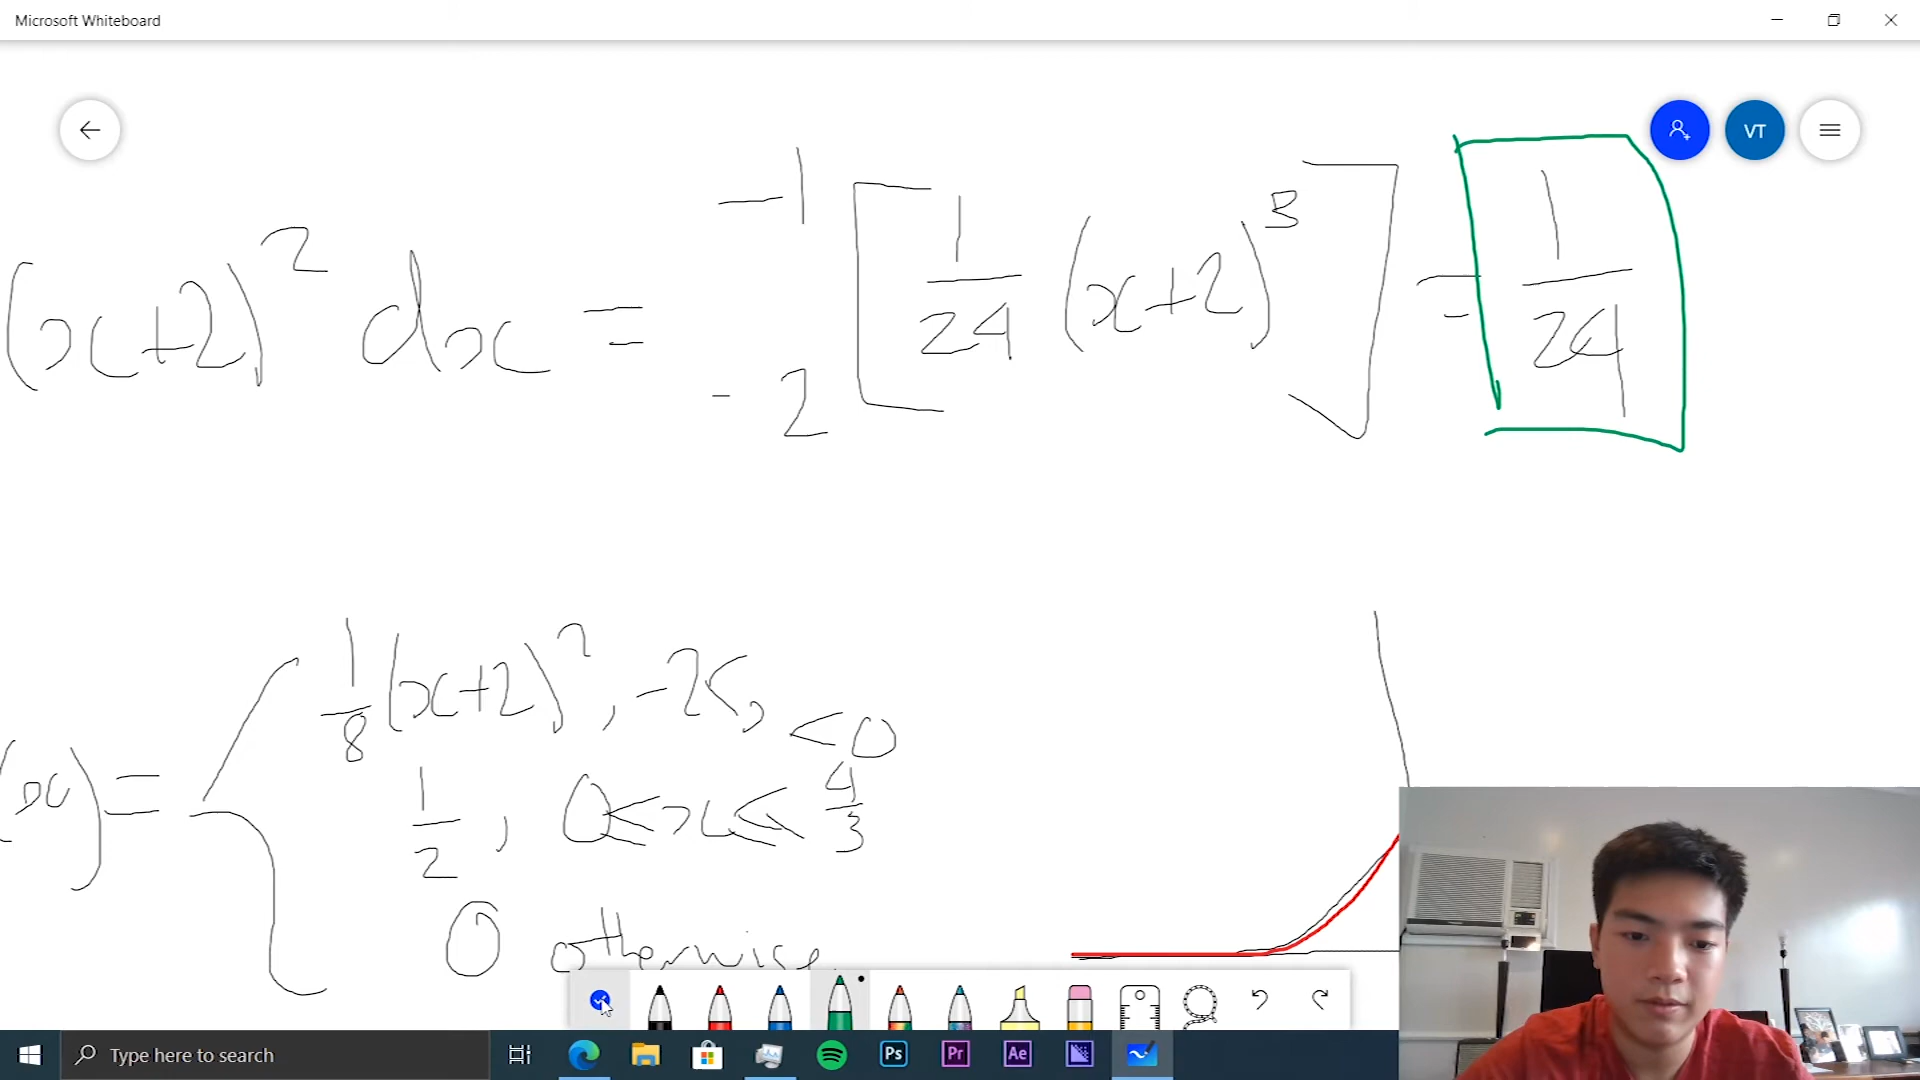 Microsoft Whiteboard
VT
(x+2)² dx = -1 -2 [1/24 (x+2)³] = 1/24
(x) = 1/8 (x+2)², -2≤, <0
1/2, 0≤x≤4/3
0 otherwise
Type here to search
Ps Pr Ae